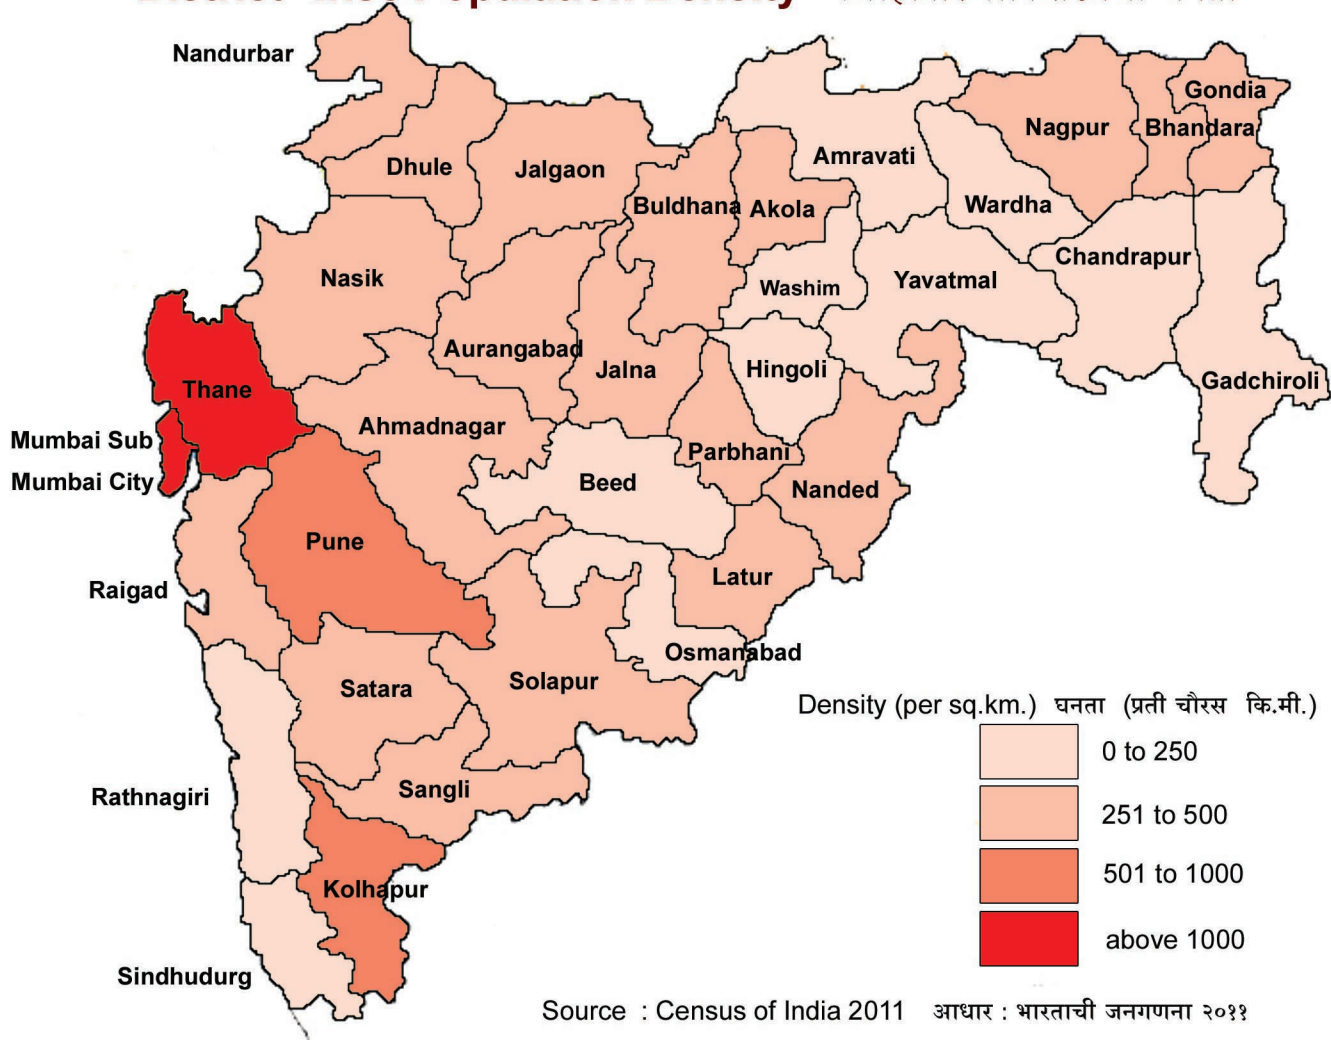 Nandurbar
Gondia
Nagpur
Bhandara
Dhule
Jalgaon
Amravati
Buldhana
Akola
Wardha
Nasik
Chandrapur
Washim
Yavatmal
Aurangabad
Jalna
Hingoli
Thane
Gadchiroli
Ahmadnagar
Mumbai Sub
Parbhani
Mumbai City
Beed
Nanded
Pune
Latur
Raigad
Osmanabad
Satara
Solapur
Density (per sq.km.) घनता (प्रती चौरस कि.मी.)
0 to 250
Sangli
Rathnagiri
251 to 500
501 to 1000
Kolhapur
above 1000
Sindhudurg
Source : Census of India 2011 आधार : भारताची जनगणना २०११